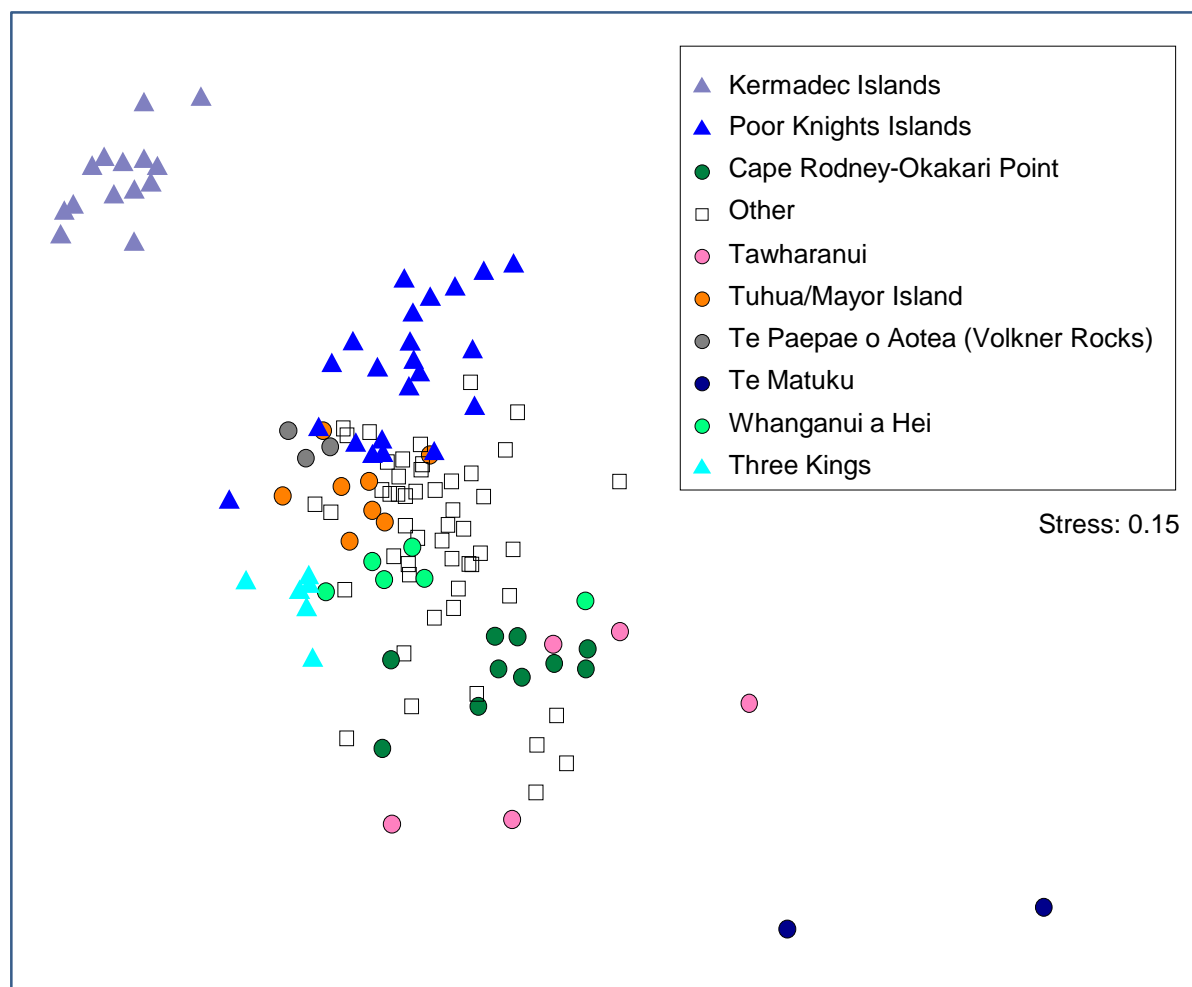 Kermadec Islands
Poor Knights Islands
Cape Rodney-Okakari Point
Other
Tawharanui
Tuhua/Mayor Island
Te Paepae o Aotea (Volkner Rocks)
Te Matuku
Whanganui a Hei
Three Kings
Stress: 0.15